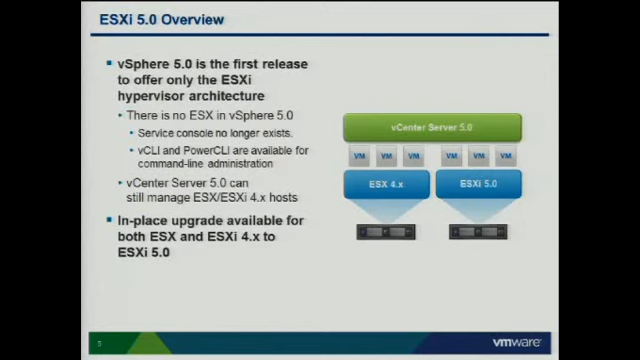 ESXi 5.0 Overview
vSphere 5.0 is the first release
to offer only the ESXi
hypervisor architecture
There is no ESX in vSphere 5.0
Service console no longer exists.
vCLI and PowerCLI are available for
command-line administration
vCenter Server 5.0 can
still manage ESX/ESXi 4.x hosts
In-place upgrade available for
both ESX and ESXi 4.x to
ESXi 5.0
vCenter Server 5.0
VM VM VM VM VM VM
ESX 4.x ESXi 5.0
5
vmware